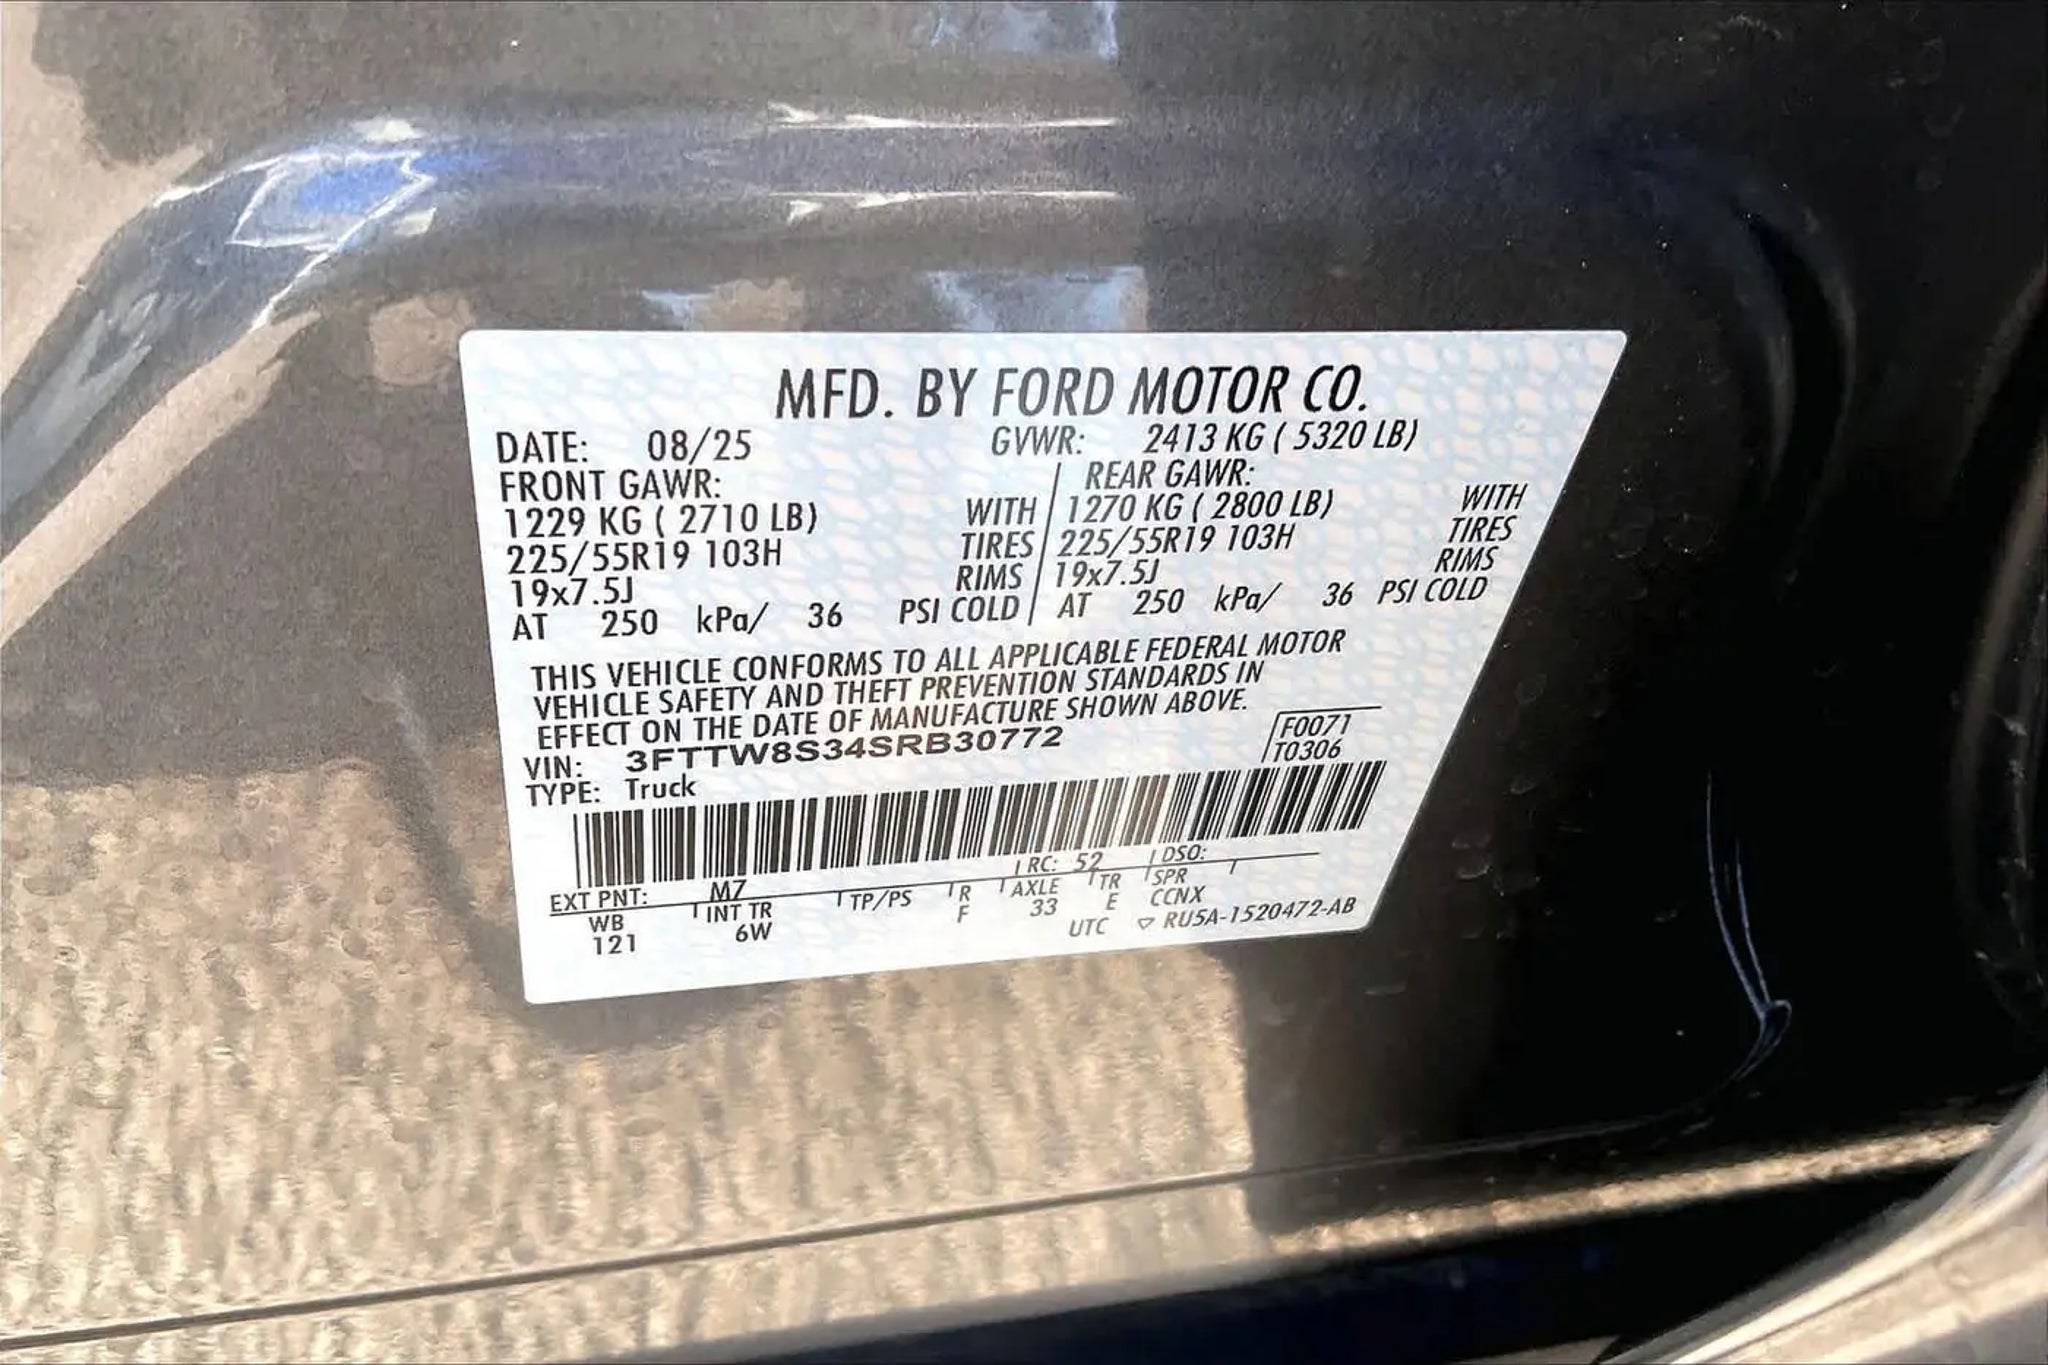 MFD. BY FORD MOTOR CO.
DATE: 08/25 GVWR: 2413 KG ( 5320 LB)
FRONT GAWR: REAR GAWR:
1229 KG ( 2710 LB) WITH 1270 KG ( 2800 LB) WITH
225/55R19 103H TIRES 225/55R19 103H TIRES
19x7.5J RIMS 19x7.5J RIMS
AT 250 kPa/ 36 PSI COLD AT 250 kPa/ 36 PSI COLD
THIS VEHICLE CONFORMS TO ALL APPLICABLE FEDERAL MOTOR
VEHICLE SAFETY AND THEFT PREVENTION STANDARDS IN
EFFECT ON THE DATE OF MANUFACTURE SHOWN ABOVE.
VIN: 3FTTW8S34SRB30772 F0071
TYPE: Truck T0306
EXT PNT: M7 RC: 52 DSO:
WB INT TR TP/PS R AXLE TR SPR
121 6W F 33 E CCNX
UTC ▽ RU5A-1520472-AB